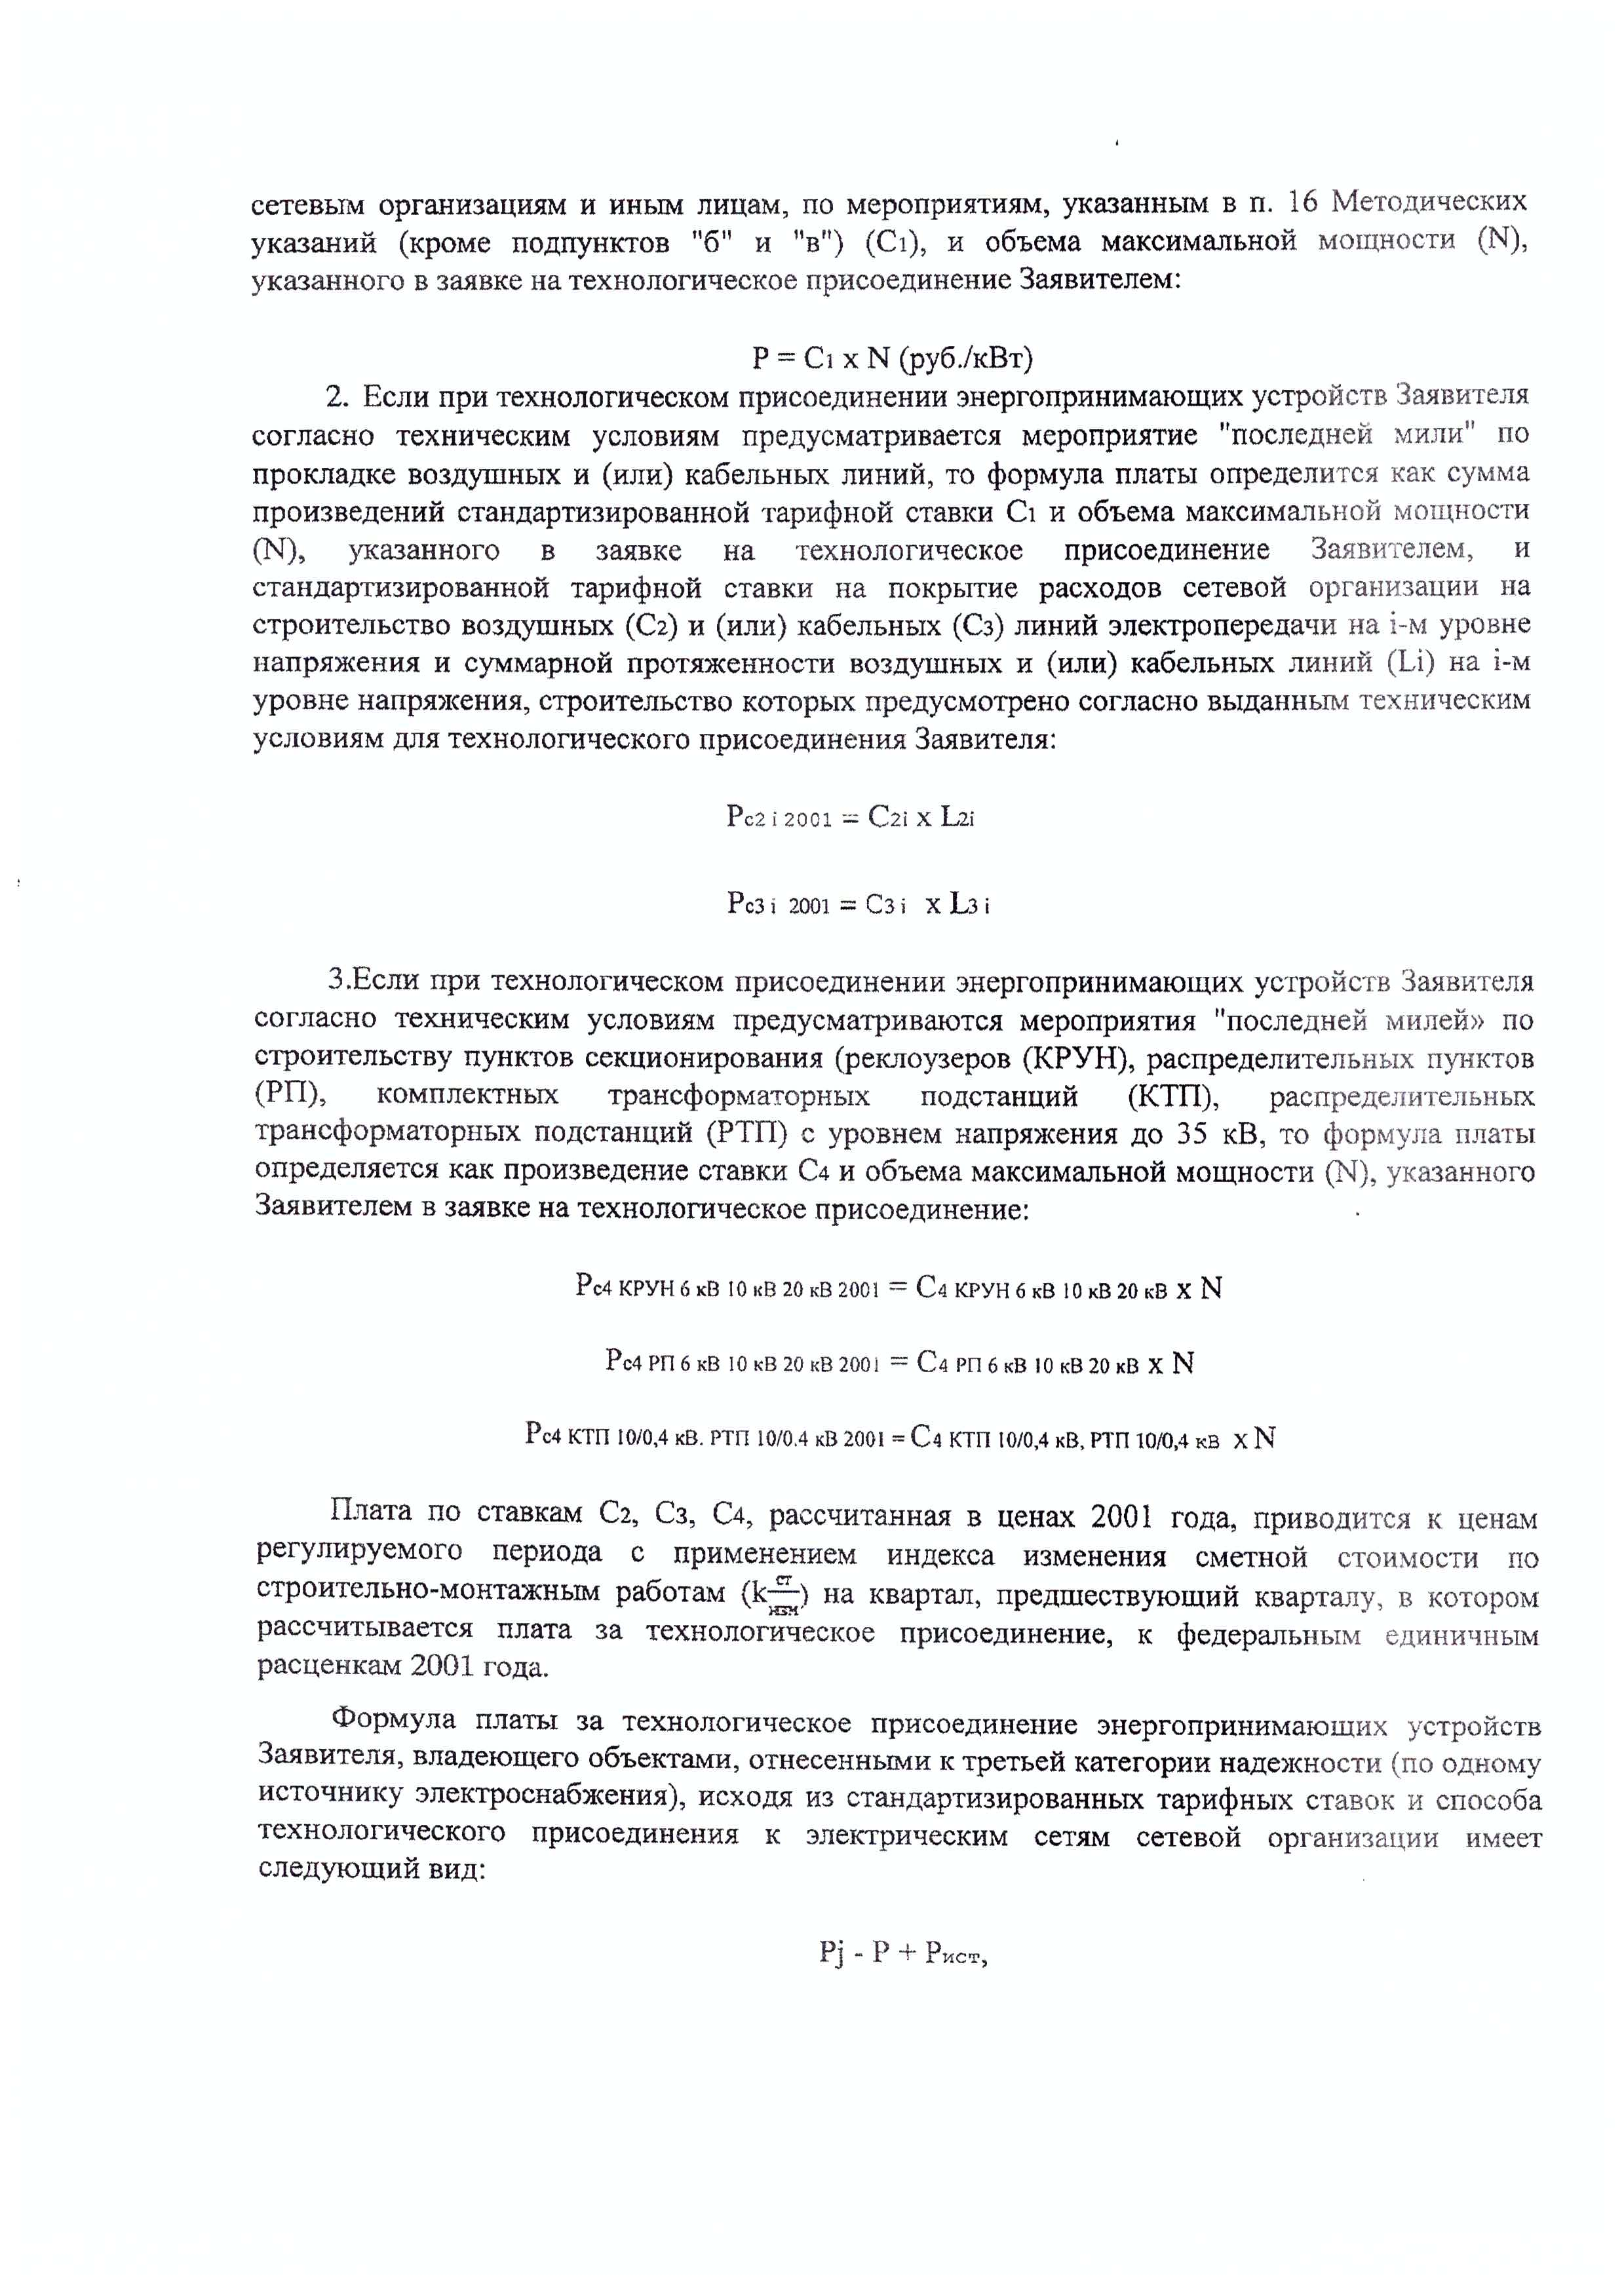 сетевым организациям и иным лицам, по мероприятиям, указанным в п. 16 Методических
указаний (кроме подпунктов "б" и "в") (C1), и объема максимальной мощности (N),
указанного в заявке на технологическое присоединение Заявителем:
P = C1 x N (руб./кВт)
2. Если при технологическом присоединении энергопринимающих устройств Заявителя
согласно техническим условиям предусматривается мероприятие "последней мили" по
прокладке воздушных и (или) кабельных линий, то формула платы определится как сумма
произведений стандартизированной тарифной ставки C1 и объема максимальной мощности
(N), указанного в заявке на технологическое присоединение Заявителем, и
стандартизированной тарифной ставки на покрытие расходов сетевой организации на
строительство воздушных (C2) и (или) кабельных (C3) линий электропередачи на i-м уровне
напряжения и суммарной протяженности воздушных и (или) кабельных линий (Li) на i-м
уровне напряжения, строительство которых предусмотрено согласно выданным техническим
условиям для технологического присоединения Заявителя:
Pc2 i 2001 = C2i x L2i
Pc3 i 2001 = C3 i x L3 i
3.Если при технологическом присоединении энергопринимающих устройств Заявителя
согласно техническим условиям предусматриваются мероприятия "последней милей» по
строительству пунктов секционирования (реклоузеров (КРУН), распределительных пунктов
(РП), комплектных трансформаторных подстанций (КТП), распределительных
трансформаторных подстанций (РТП) с уровнем напряжения до 35 кВ, то формула платы
определяется как произведение ставки C4 и объема максимальной мощности (N), указанного
Заявителем в заявке на технологическое присоединение:
Pc4 КРУН 6 кВ 10 кВ 20 кВ 2001 = C4 КРУН 6 кВ 10 кВ 20 кВ x N
Pc4 РП 6 кВ 10 кВ 20 кВ 2001 = C4 РП 6 кВ 10 кВ 20 кВ x N
Pc4 КТП 10/0,4 кВ. РТП 10/0.4 кВ 2001 = C4 КТП 10/0,4 кВ, РТП 10/0,4 кВ x N
Плата по ставкам C2, C3, C4, рассчитанная в ценах 2001 года, приводится к ценам
регулируемого периода с применением индекса изменения сметной стоимости по
строительно-монтажным работам (k ст изм) на квартал, предшествующий кварталу, в котором
рассчитывается плата за технологическое присоединение, к федеральным единичным
расценкам 2001 года.
Формула платы за технологическое присоединение энергопринимающих устройств
Заявителя, владеющего объектами, отнесенными к третьей категории надежности (по одному
источнику электроснабжения), исходя из стандартизированных тарифных ставок и способа
технологического присоединения к электрическим сетям сетевой организации имеет
следующий вид:
Pj - P + Pист,